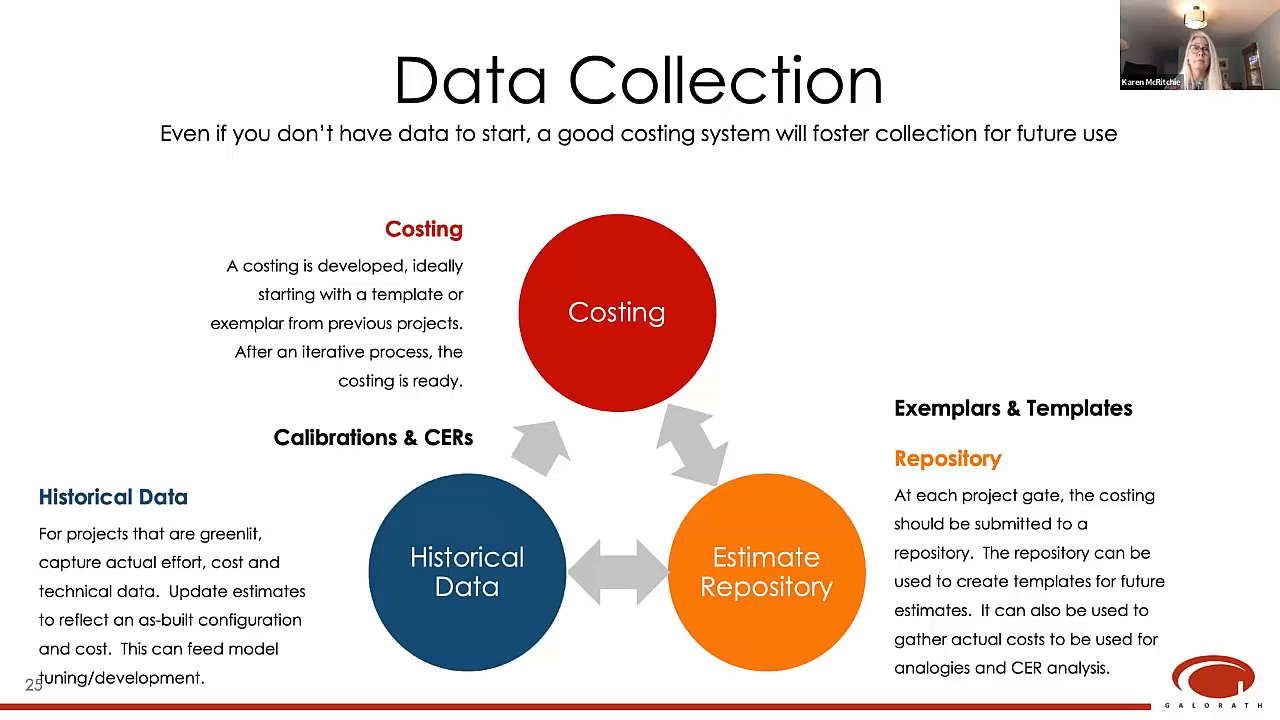 Data Collection
Even if you don't have data to start, a good costing system will foster collection for future use
Karen McRitchie
Costing
A costing is developed, ideally
starting with a template or
exemplar from previous projects.
After an iterative process, the
costing is ready.
Costing
Calibrations & CERs
Exemplars & Templates
Historical Data
For projects that are greenlit,
capture actual effort, cost and
technical data. Update estimates
to reflect an as-built configuration
and cost. This can feed model
tuning/development.
Historical
Data
Estimate
Repository
Repository
At each project gate, the costing
should be submitted to a
repository. The repository can be
used to create templates for future
estimates. It can also be used to
gather actual costs to be used for
analogies and CER analysis.
25
GALORATH